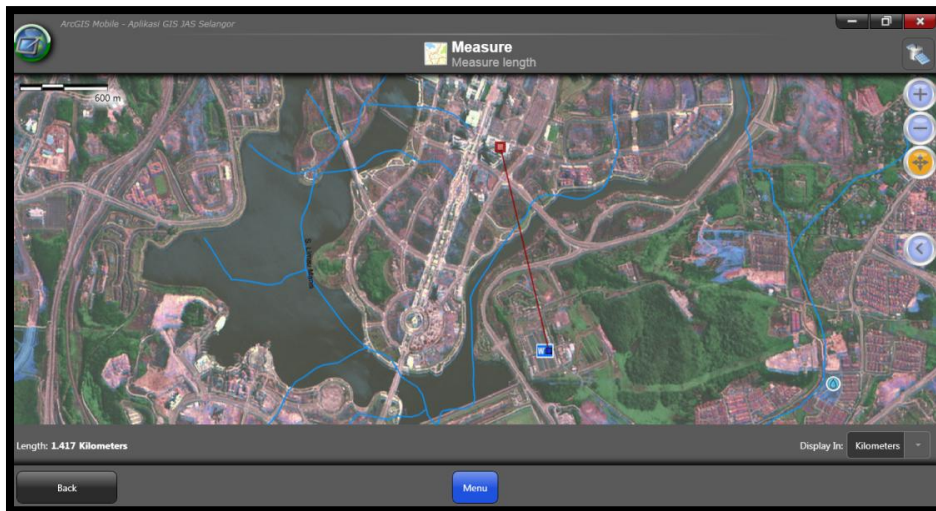 ArcGIS Mobile - Aplikasi GIS JAS Selangor
Measure
Measure length
600 m
W
Length: 1.417 Kilometers
Display In: Kilometers
Back
Menu